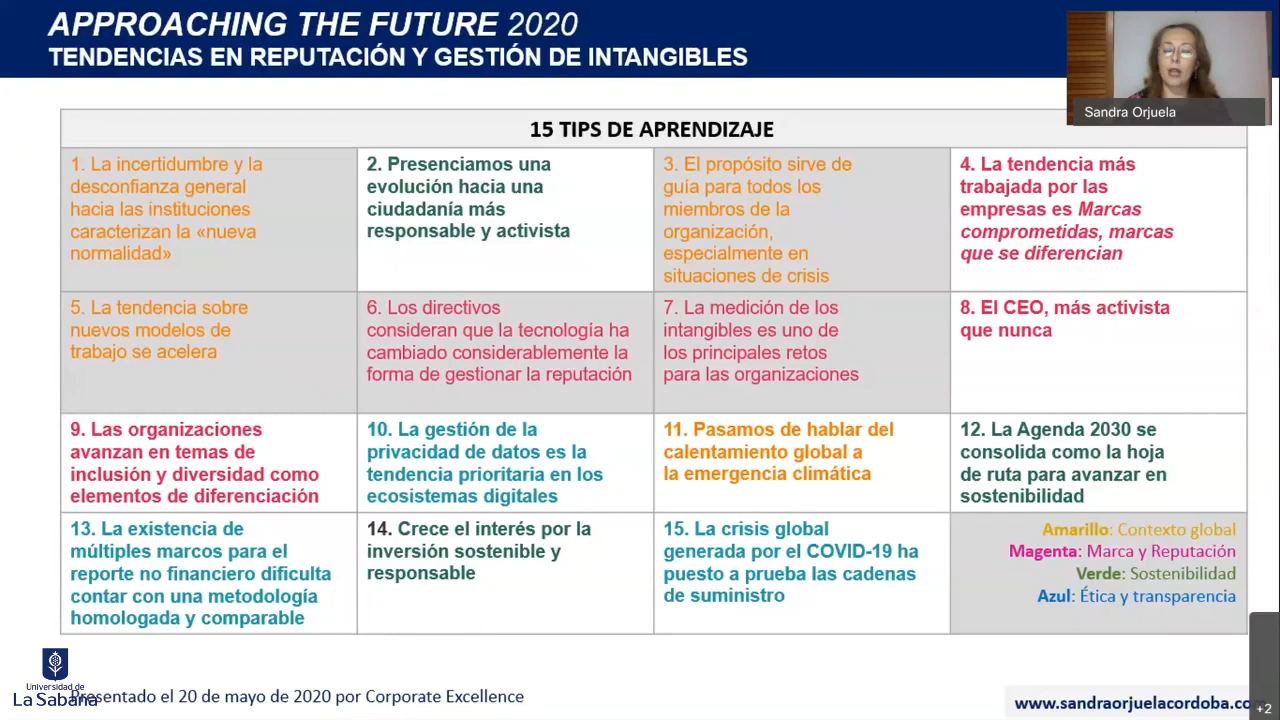 APPROACHING THE FUTURE 2020
TENDENCIAS EN REPUTACIÓN Y GESTIÓN DE INTANGIBLES
Sandra Orjuela
15 TIPS DE APRENDIZAJE
1. La incertidumbre y la
desconfianza general
hacia las instituciones
caracterizan la «nueva
normalidad»
2. Presenciamos una
evolución hacia una
ciudadanía más
responsable y activista
3. El propósito sirve de
guía para todos los
miembros de la
organización,
especialmente en
situaciones de crisis
4. La tendencia más
trabajada por las
empresas es Marcas
comprometidas, marcas
que se diferencian
5. La tendencia sobre
nuevos modelos de
trabajo se acelera
6. Los directivos
consideran que la tecnología ha
cambiado considerablemente la
forma de gestionar la reputación
7. La medición de los
intangibles es uno de
los principales retos
para las organizaciones
8. El CEO, más activista
que nunca
9. Las organizaciones
avanzan en temas de
inclusión y diversidad como
elementos de diferenciación
10. La gestión de la
privacidad de datos es la
tendencia prioritaria en los
ecosistemas digitales
11. Pasamos de hablar del
calentamiento global a
la emergencia climática
12. La Agenda 2030 se
consolida como la hoja
de ruta para avanzar en
sostenibilidad
13. La existencia de
múltiples marcos para el
reporte no financiero dificulta
contar con una metodología
homologada y comparable
14. Crece el interés por la
inversión sostenible y
responsable
15. La crisis global
generada por el COVID-19 ha
puesto a prueba las cadenas
de suministro
Amarillo: Contexto global
Magenta: Marca y Reputación
Verde: Sostenibilidad
Azul: Ética y transparencia
Universidad de
La Sabana
Presentado el 20 de mayo de 2020 por Corporate Excellence
www.sandraorjuelacordoba.co
+2